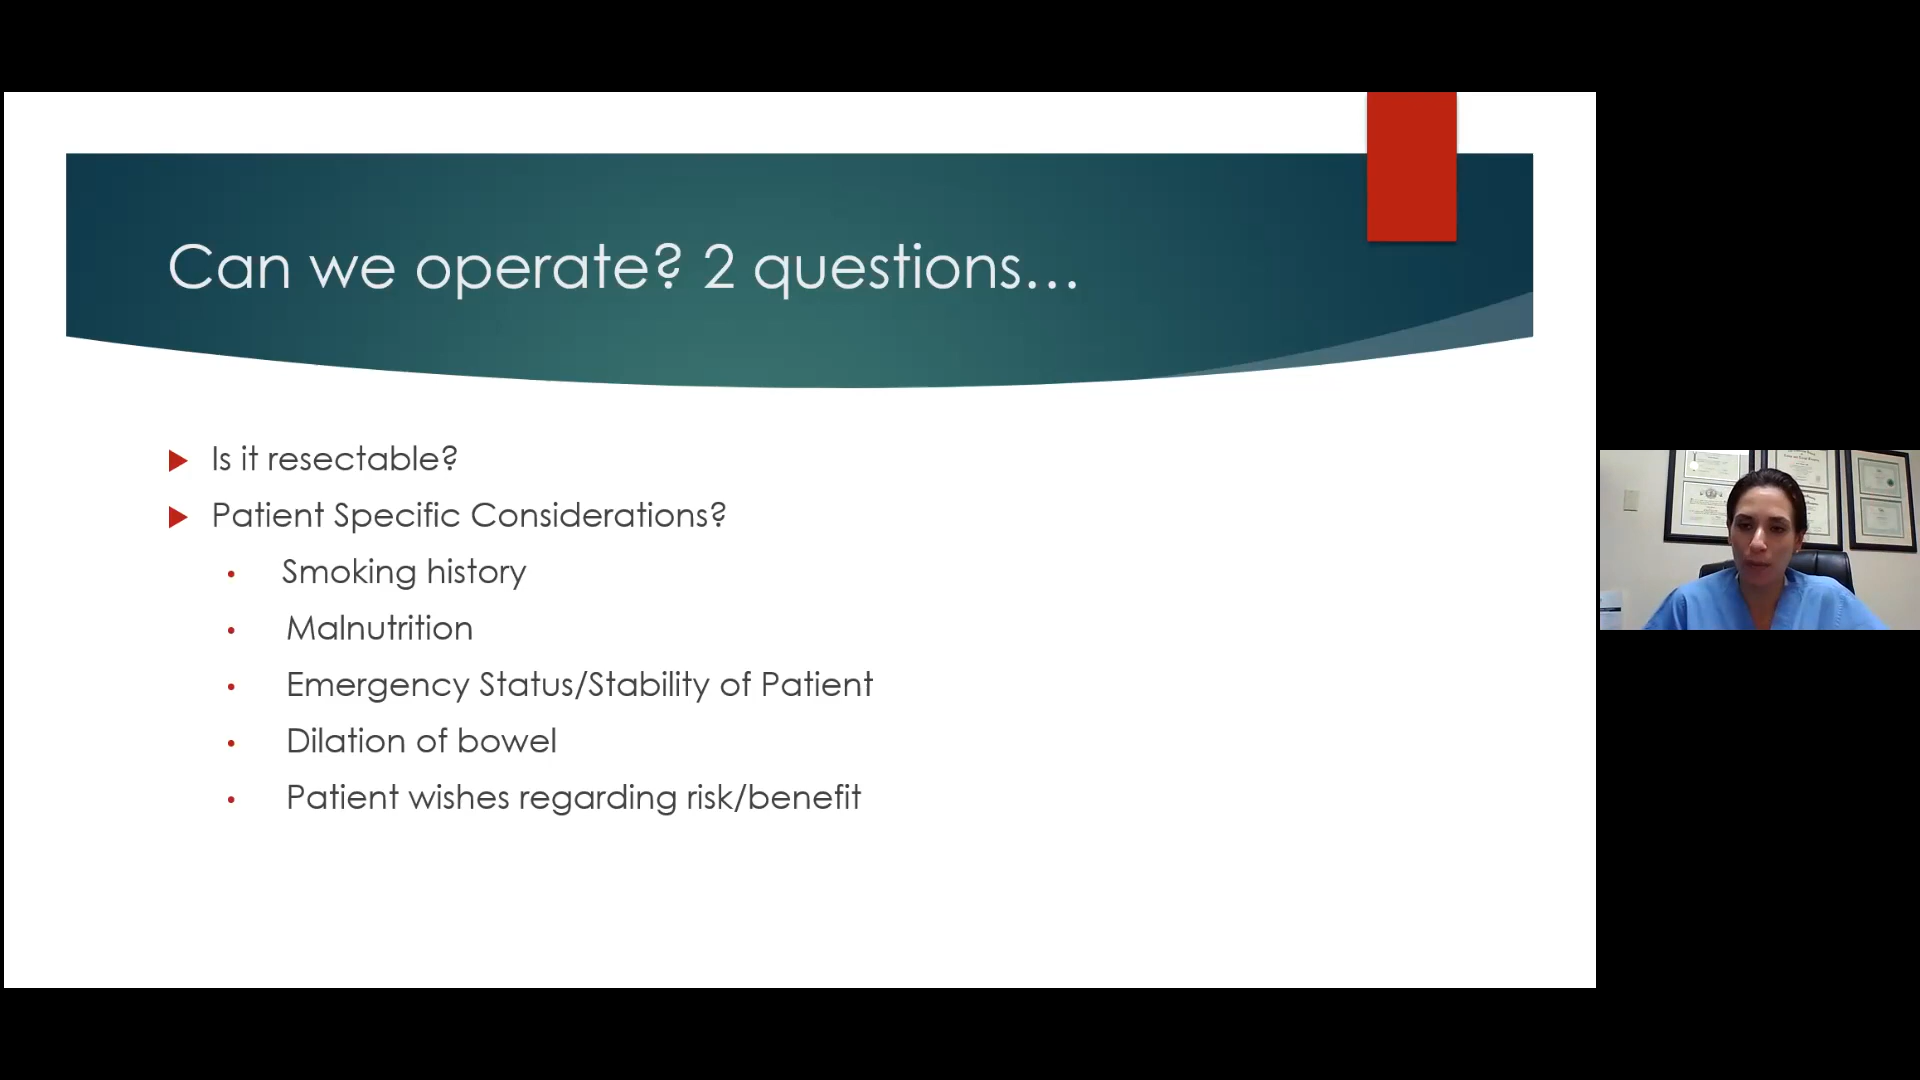 Can we operate? 2 questions…
Is it resectable?
Patient Specific Considerations?
Smoking history
Malnutrition
Emergency Status/Stability of Patient
Dilation of bowel
Patient wishes regarding risk/benefit